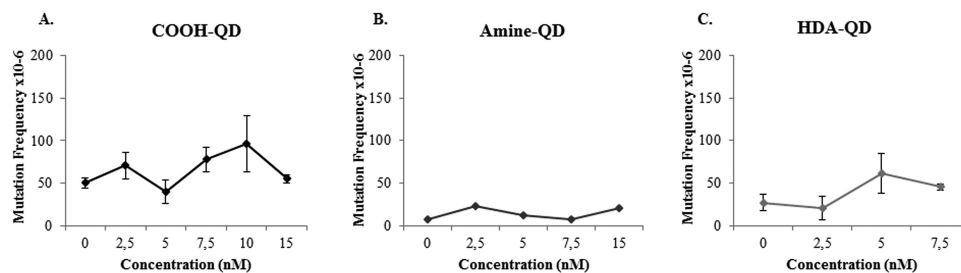 A.
COOH-QD
Mutation Frequency x10-6
200
150
100
50
0
0 2,5 5 7,5 10 15
Concentration (nM)
B.
Amine-QD
Mutation Frequency x10-6
200
150
100
50
0
0 2,5 5 7,5 15
Concentration (nM)
C.
HDA-QD
Mutation Frequency x10-6
200
150
100
50
0
0 2,5 5 7,5
Concentration (nM)